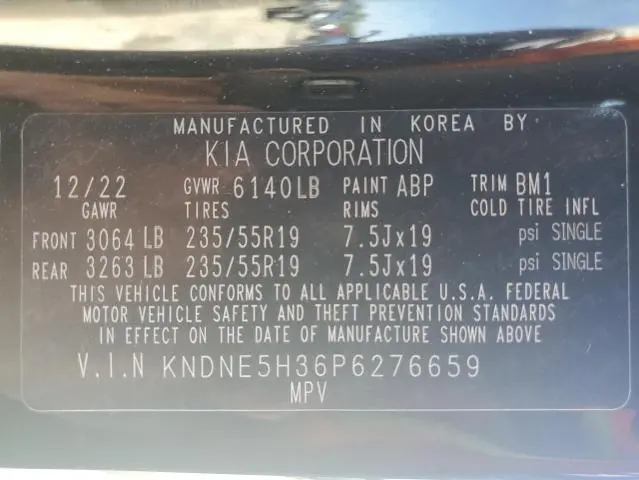 MANUFACTURED IN KOREA BY
KIA CORPORATION
12/22 GVWR 6140LB PAINT ABP TRIM BM1
GAWR TIRES RIMS COLD TIRE INFL
FRONT 3064 LB 235/55R19 7.5Jx19 psi SINGLE
REAR 3263 LB 235/55R19 7.5Jx19 psi SINGLE
THIS VEHICLE CONFORMS TO ALL APPLICABLE U.S.A. FEDERAL
MOTOR VEHICLE SAFETY AND THEFT PREVENTION STANDARDS
IN EFFECT ON THE DATE OF MANUFACTURE SHOWN ABOVE
V.I.N KNDNE5H36P6276659
MPV